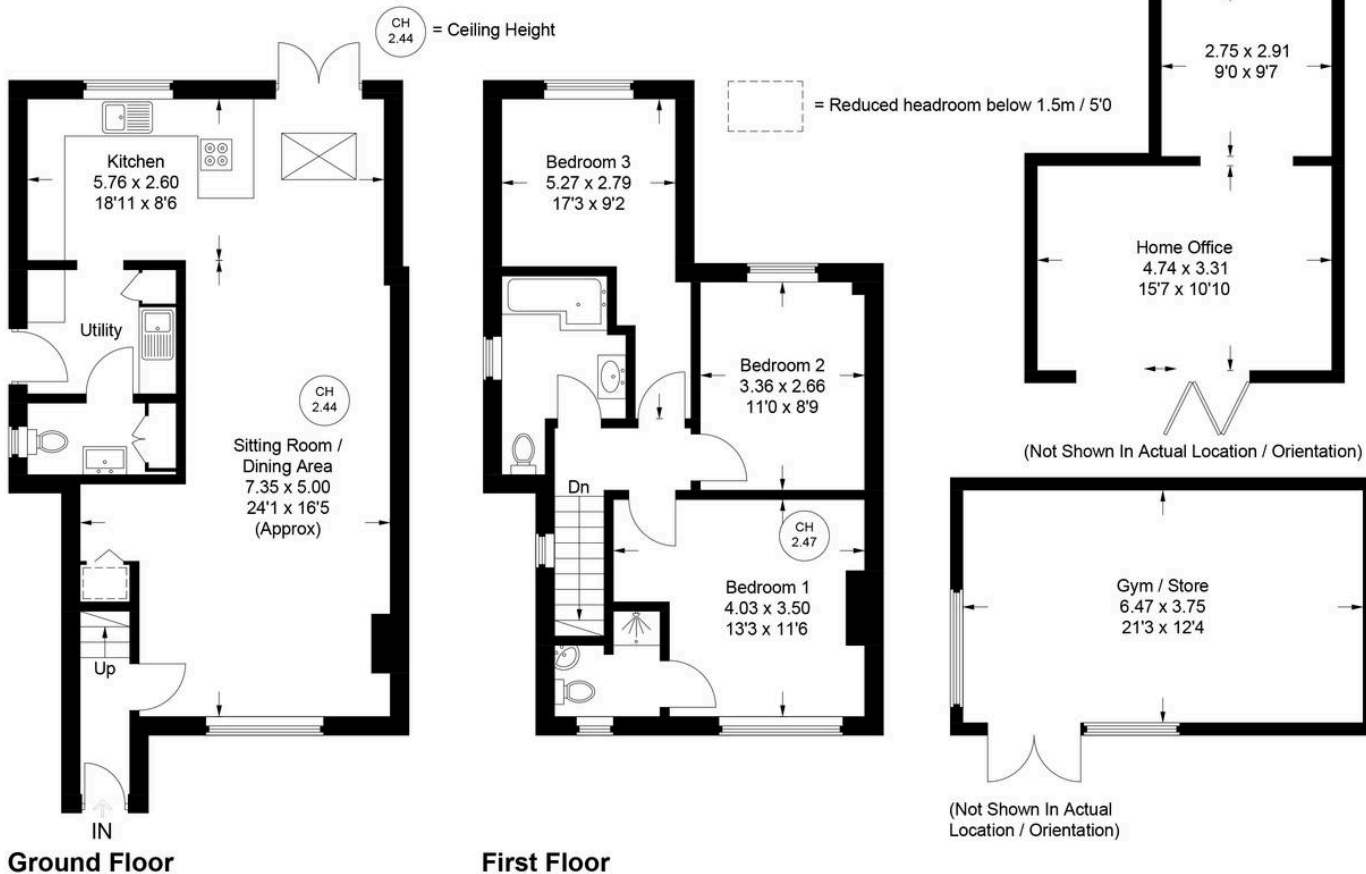 CH
2.44
= Ceiling Height
Kitchen
5.76 x 2.60
18'11 x 8'6
Utility
CH
2.44
Sitting Room /
Dining Area
7.35 x 5.00
24'1 x 16'5
(Approx)
Up
IN
Ground Floor
= Reduced headroom below 1.5m / 5'0
Bedroom 3
5.27 x 2.79
17'3 x 9'2
Bedroom 2
3.36 x 2.66
11'0 x 8'9
Dn
CH
2.47
Bedroom 1
4.03 x 3.50
13'3 x 11'6
First Floor
2.75 x 2.91
9'0 x 9'7
Home Office
4.74 x 3.31
15'7 x 10'10
(Not Shown In Actual Location / Orientation)
Gym / Store
6.47 x 3.75
21'3 x 12'4
(Not Shown In Actual
Location / Orientation)